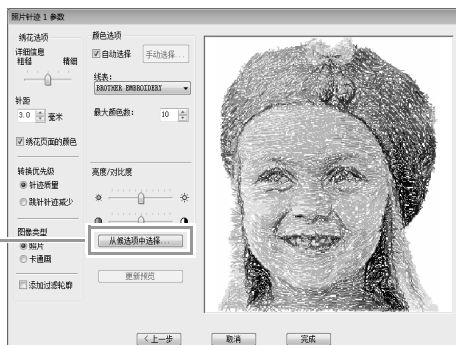 照片针迹 1 参数
绣花选项
详细信息
粗糙 精细
针距
3.0 毫米
绣花页面的颜色
转换优先级
针迹质量
跳针针迹减少
图像类型
照片
卡通画
添加过滤轮廓
颜色选项
自动选择 手动选择...
线表:
BROTHER EMBROIDERY
最大颜色数: 10
亮度/对比度
从候选项中选择...
更新预览
<上一步 取消 完成